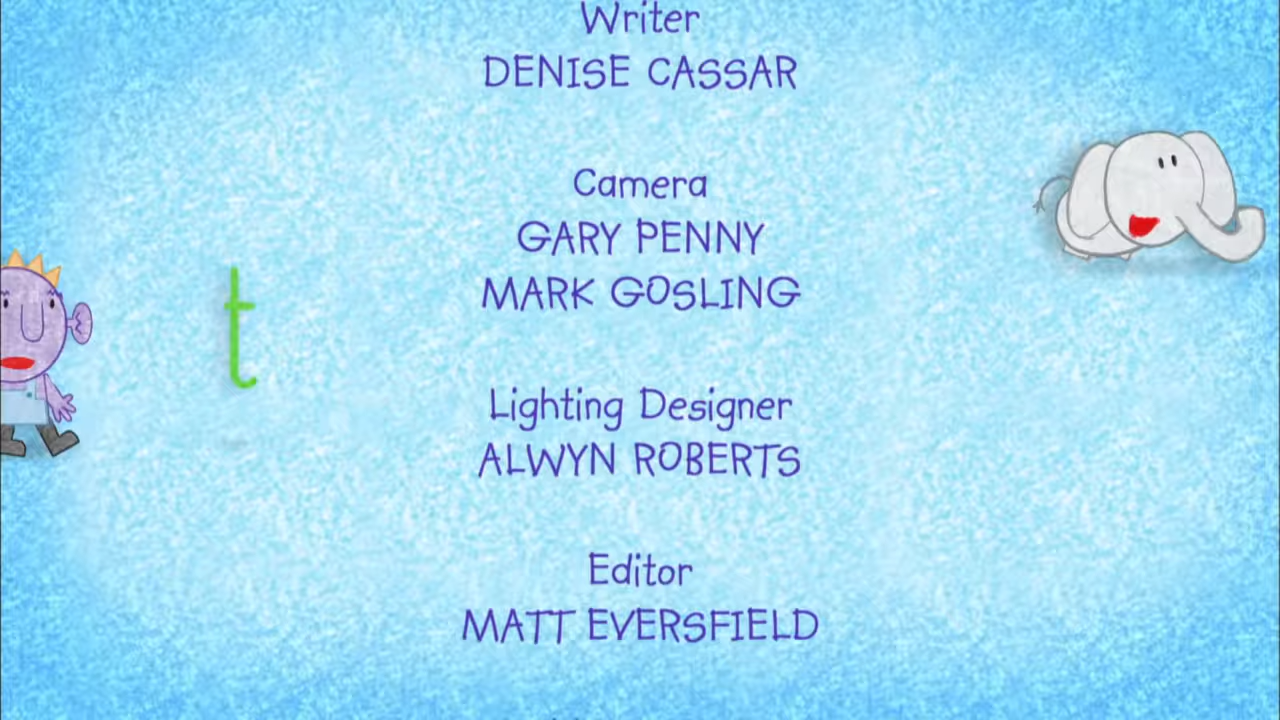 Writer
DENISE CASSAR
Camera
GARY PENNY
MARK GOSLING
t
Lighting Designer
ALWYN ROBERTS
Editor
MATT EVERSFIELD